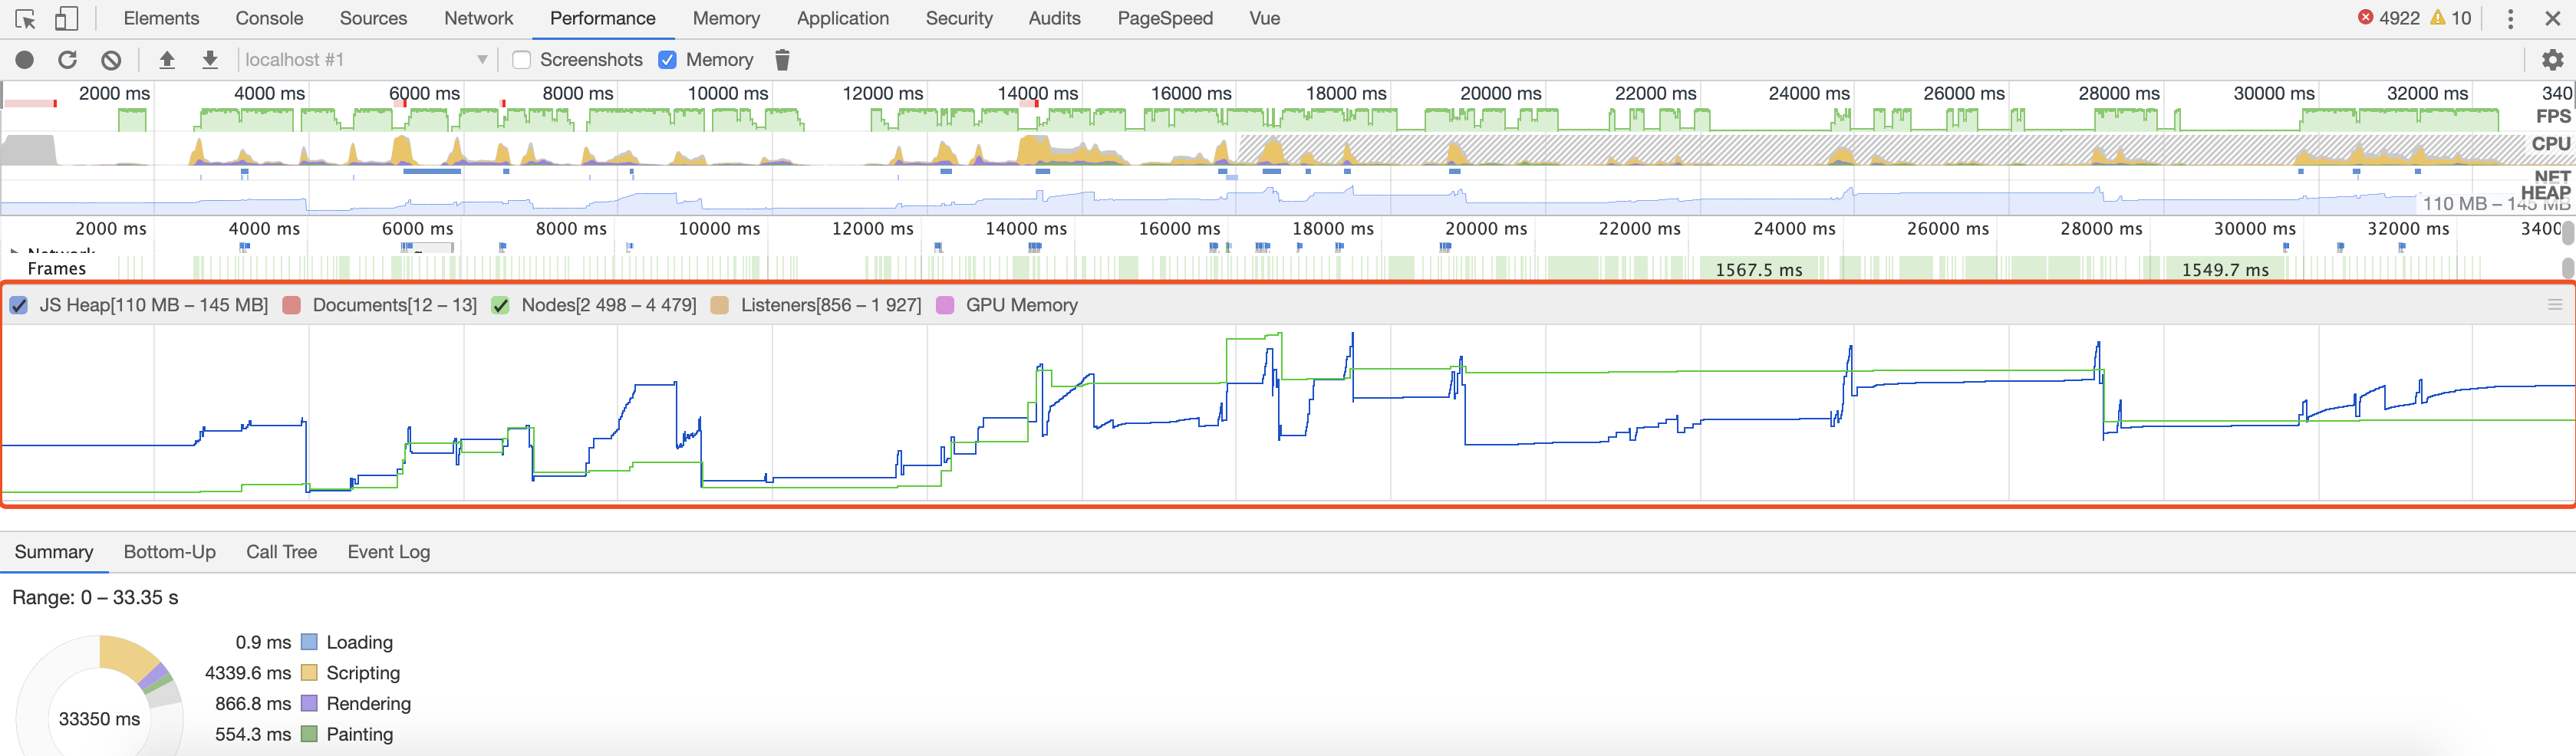 Elements Console Sources Network Performance Memory Application Security Audits PageSpeed Vue 4922 10
localhost #1 Screenshots Memory
2000 ms 4000 ms 6000 ms 8000 ms 10000 ms 12000 ms 14000 ms 16000 ms 18000 ms 20000 ms 22000 ms 24000 ms 26000 ms 28000 ms 30000 ms 32000 ms 340
FPS
CPU
NET
HEAP
110 MB – 145 MB
2000 ms 4000 ms 6000 ms 8000 ms 10000 ms 12000 ms 14000 ms 16000 ms 18000 ms 20000 ms 22000 ms 24000 ms 26000 ms 28000 ms 30000 ms 32000 ms 3400
Network
Frames 1567.5 ms 1549.7 ms
JS Heap[110 MB – 145 MB] Documents[12 – 13] Nodes[2 498 – 4 479] Listeners[856 – 1 927] GPU Memory
Summary Bottom-Up Call Tree Event Log
Range: 0 – 33.35 s
0.9 ms Loading
4339.6 ms Scripting
866.8 ms Rendering
33350 ms
554.3 ms Painting